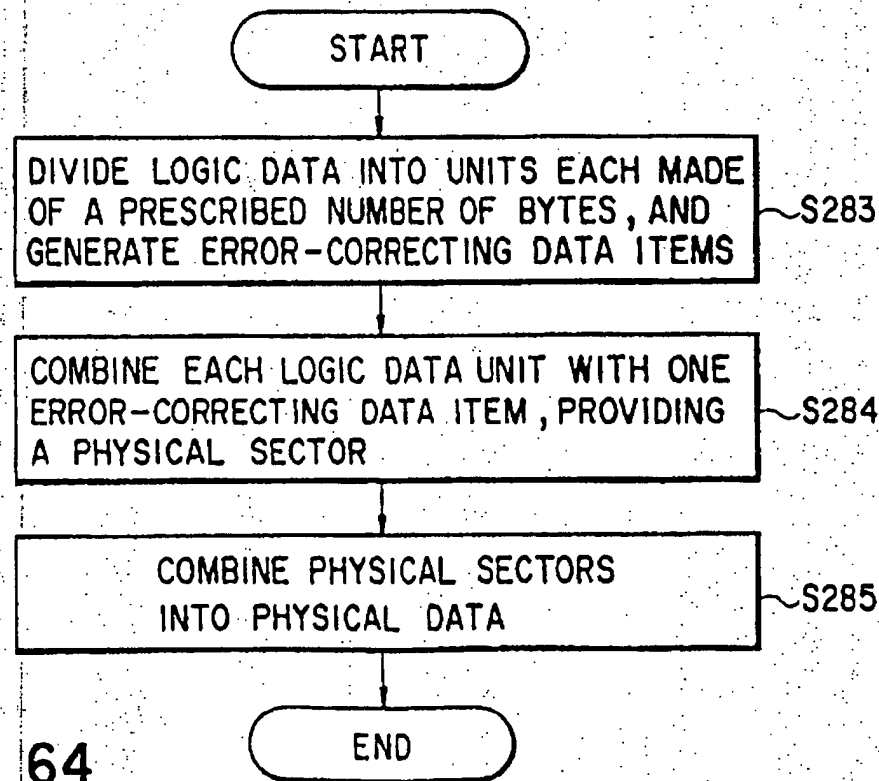 START
DIVIDE LOGIC DATA INTO UNITS EACH MADE
OF A PRESCRIBED NUMBER OF BYTES, AND
GENERATE ERROR-CORRECTING DATA ITEMS
S283
COMBINE EACH LOGIC DATA UNIT WITH ONE
ERROR-CORRECTING DATA ITEM, PROVIDING
A PHYSICAL SECTOR
S284
COMBINE PHYSICAL SECTORS
INTO PHYSICAL DATA
S285
END
64